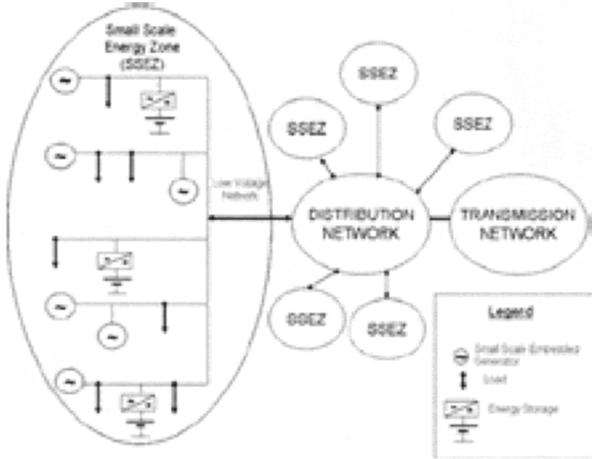 Small Scale
Energy Zone
(SSEZ)
Low Voltage
Network
SSEZ
SSEZ
SSEZ
DISTRIBUTION
NETWORK
TRANSMISSION
NETWORK
SSEZ
SSEZ
Legend
Small Scale Embedded
Generator
Load
Energy Storage